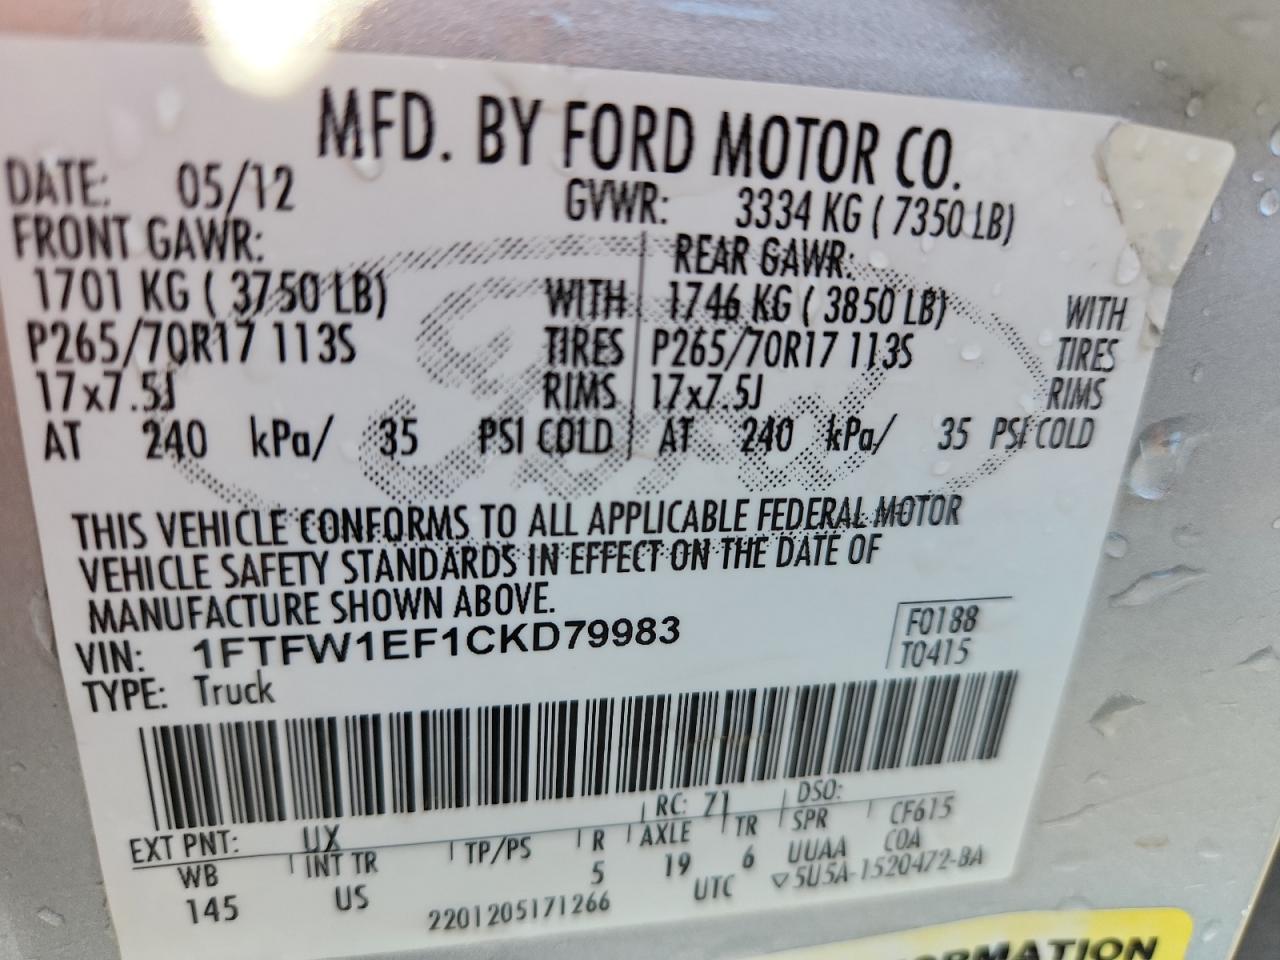 MFD. BY FORD MOTOR CO.
DATE: 05/12 GVWR: 3334 KG ( 7350 LB)
FRONT GAWR: REAR GAWR:
1701 KG ( 3750 LB) WITH 1746 KG ( 3850 LB) WITH
P265/70R17 113S TIRES P265/70R17 113S TIRES
17x7.5J RIMS 17x7.5J RIMS
AT 240 kPa/ 35 PSI COLD AT 240 kPa/ 35 PSI COLD
Ford
THIS VEHICLE CONFORMS TO ALL APPLICABLE FEDERAL MOTOR
VEHICLE SAFETY STANDARDS IN EFFECT ON THE DATE OF
MANUFACTURE SHOWN ABOVE.
VIN: 1FTFW1EF1CKD79983 F0188
TYPE: Truck T0415
EXT PNT: UX RC: 71 DSO: CF615
WB INT TR TP/PS R AXLE TR SPR COA
145 US 5 19 6 UUAA
2201205171266 UTC ▽5U5A-1520472-BA
ORMATION